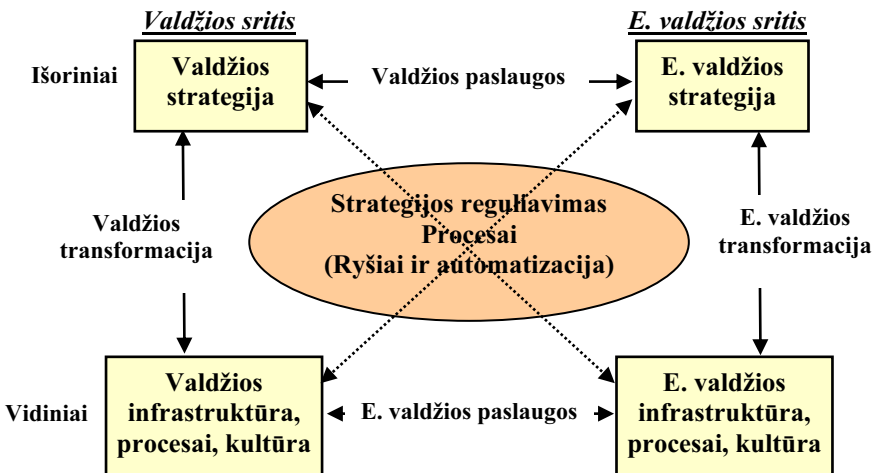 Valdžios sritis
E. valdžios sritis
Išoriniai
Valdžios
strategija
Valdžios paslaugos
E. valdžios
strategija
Valdžios
transformacija
Strategijos reguliavimas
Procesai
(Ryšiai ir automatizacija)
E. valdžios
transformacija
Vidiniai
Valdžios
infrastruktūra,
procesai, kultūra
E. valdžios paslaugos
E. valdžios
infrastruktūra,
procesai, kultūra